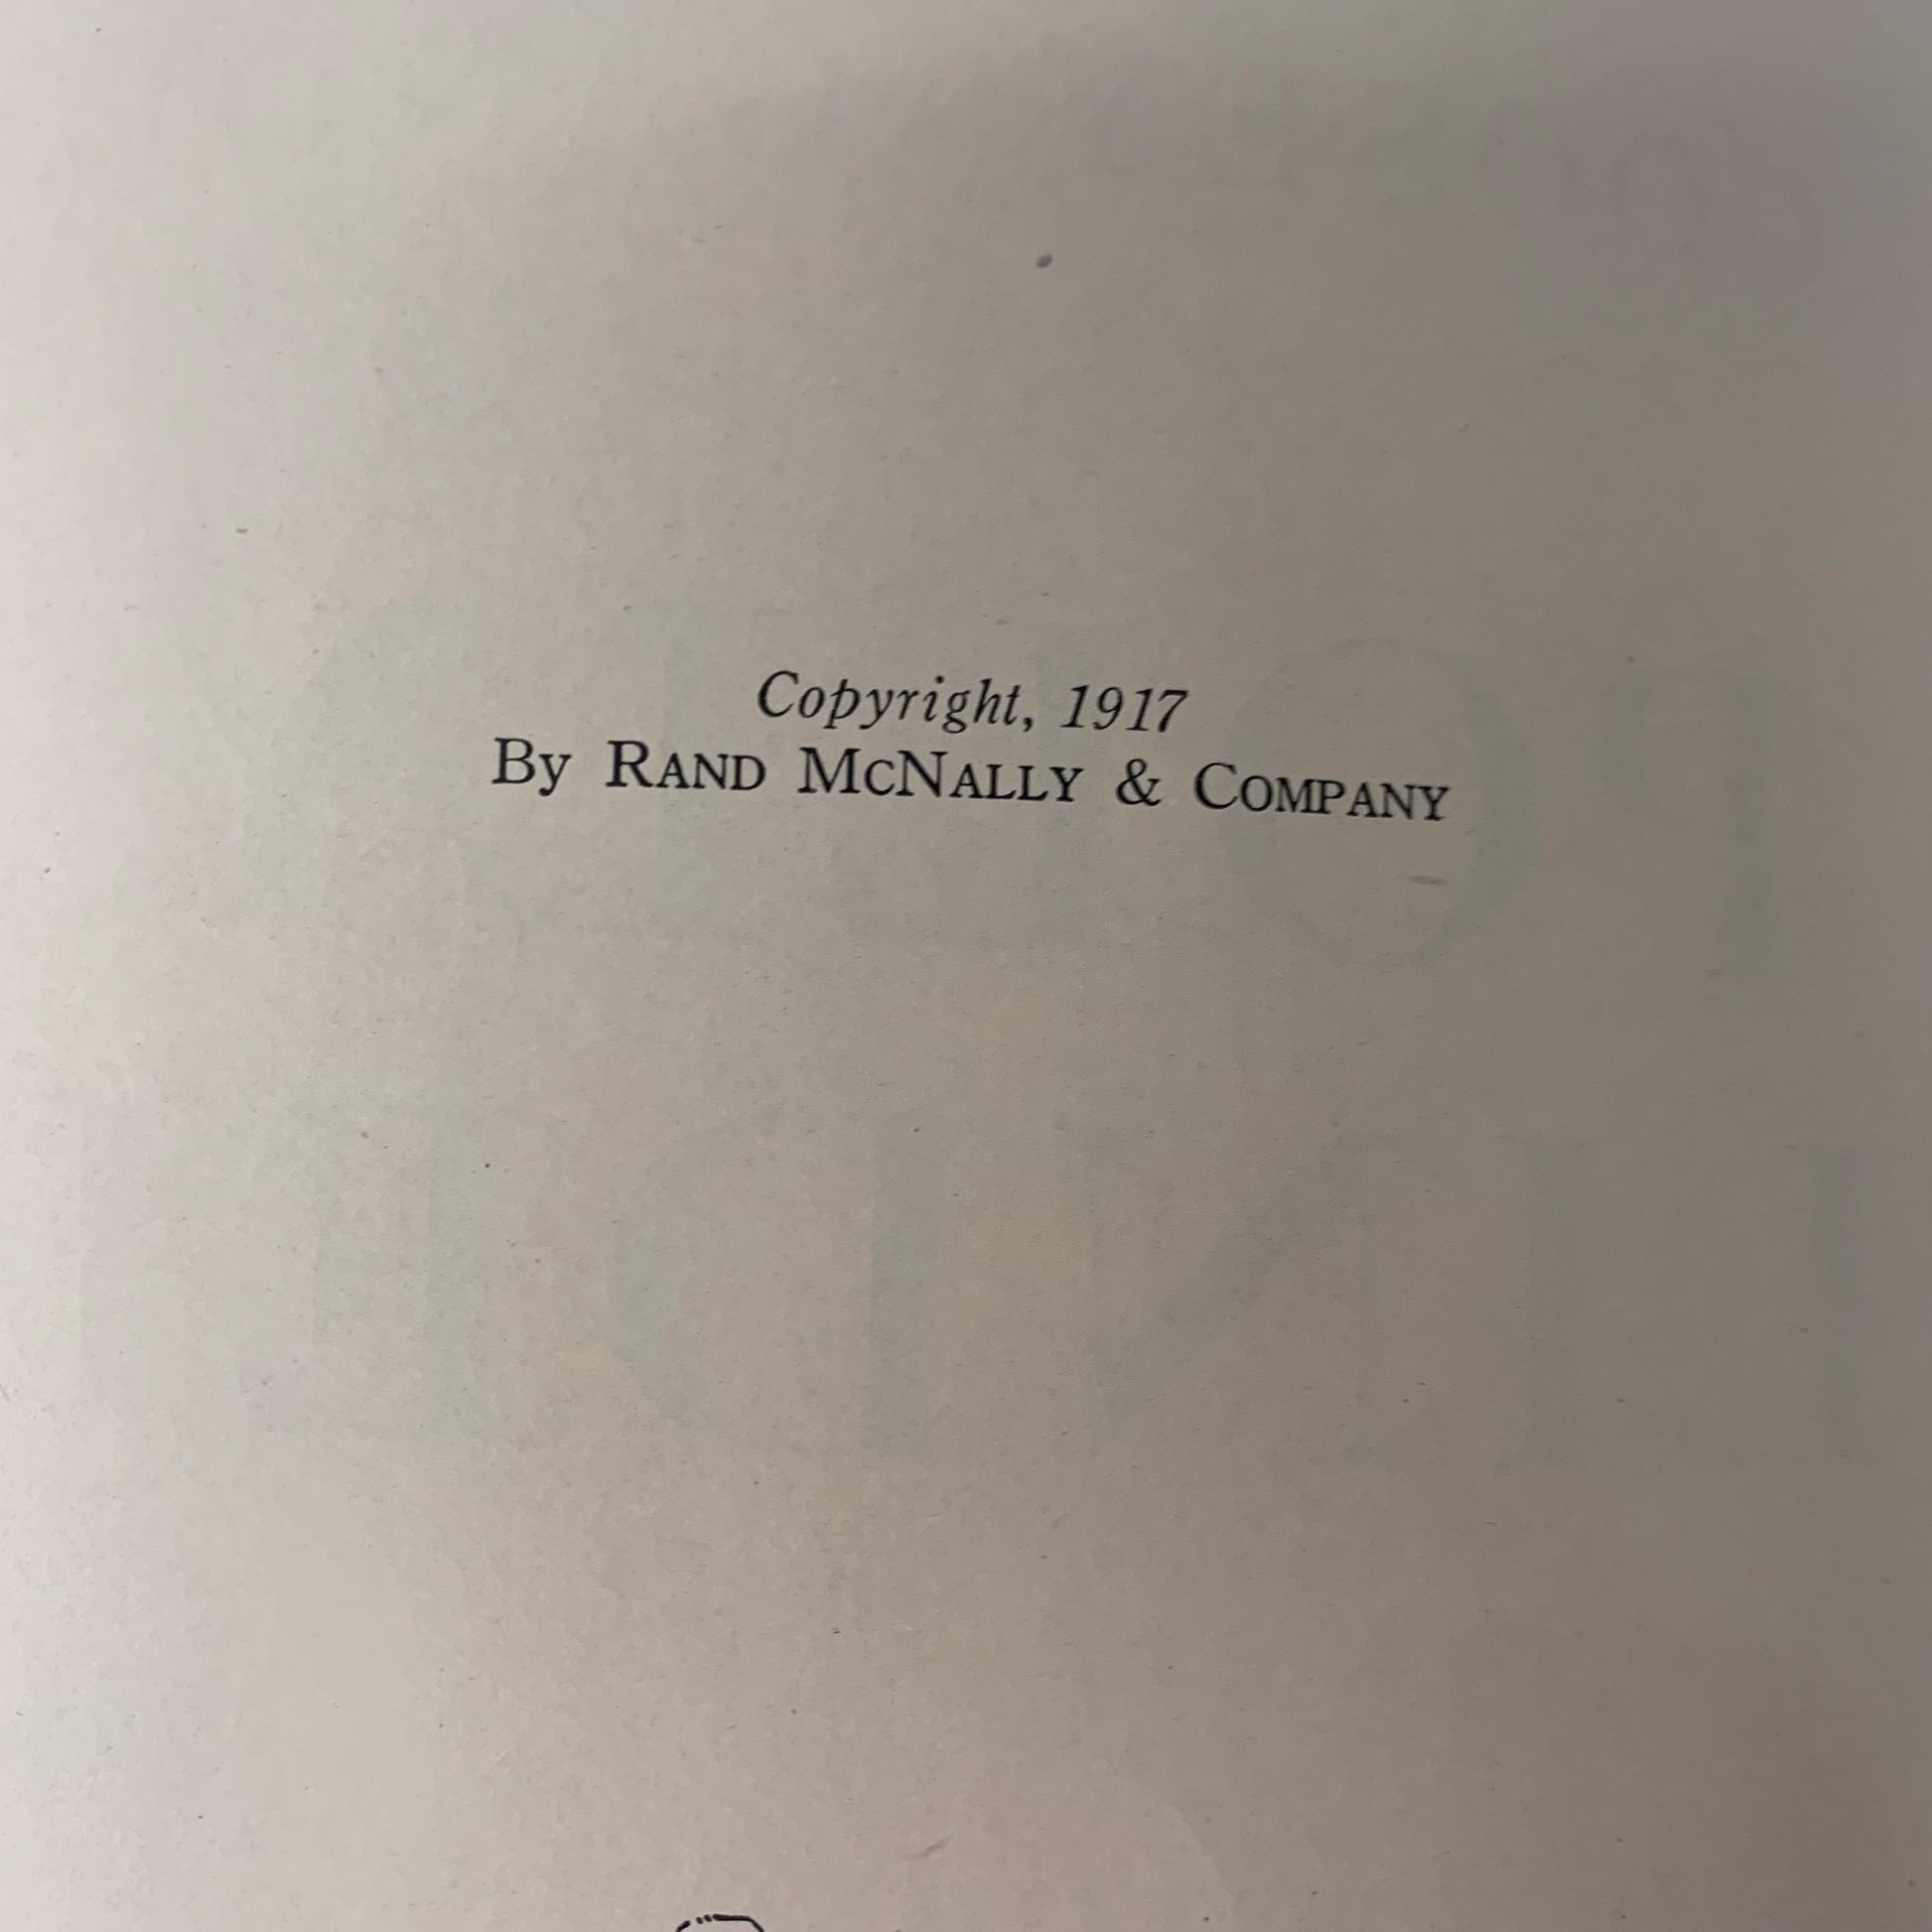 Copyright, 1917
By RAND MCNALLY & COMPANY